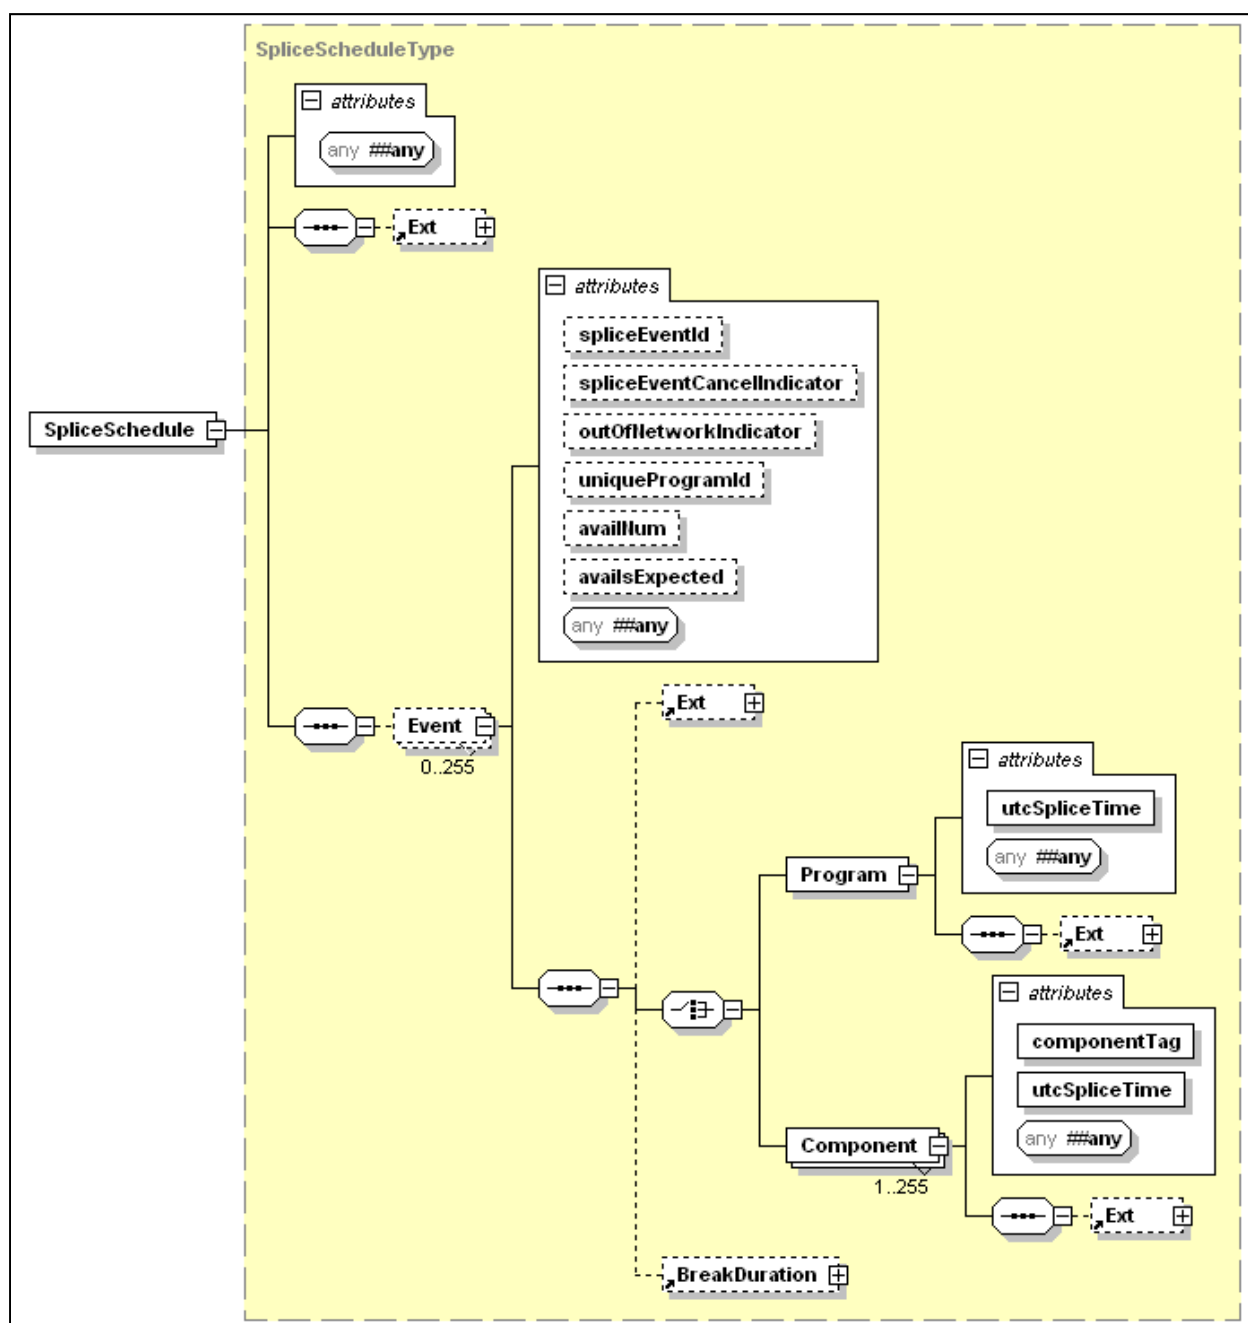 SpliceScheduleType
attributes
any ##any
Ext
attributes
spliceEventId
spliceEventCancelIndicator
outOfNetworkIndicator
SpliceSchedule
uniqueProgramId
availNum
availsExpected
any ##any
Ext
Event
0..255
attributes
utcSpliceTime
any ##any
Program
Ext
attributes
componentTag
utcSpliceTime
any ##any
Component
1..255
Ext
BreakDuration